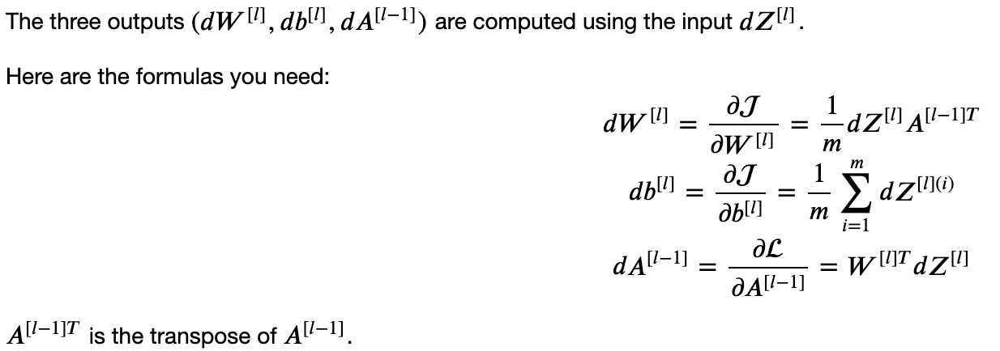 The three outputs $(dW^{[l]}, db^{[l]}, dA^{[l-1]})$ are computed using the input $dZ^{[l]}$.
Here are the formulas you need:
$dW^{[l]} = \frac{\partial \mathcal{J}}{\partial W^{[l]}} = \frac{1}{m} dZ^{[l]} A^{[l-1]T}$
$db^{[l]} = \frac{\partial \mathcal{J}}{\partial b^{[l]}} = \frac{1}{m} \sum_{i=1}^{m} dZ^{[l](i)}$
$dA^{[l-1]} = \frac{\partial \mathcal{L}}{\partial A^{[l-1]}} = W^{[l]T} dZ^{[l]}$
$A^{[l-1]T}$ is the transpose of $A^{[l-1]}$.